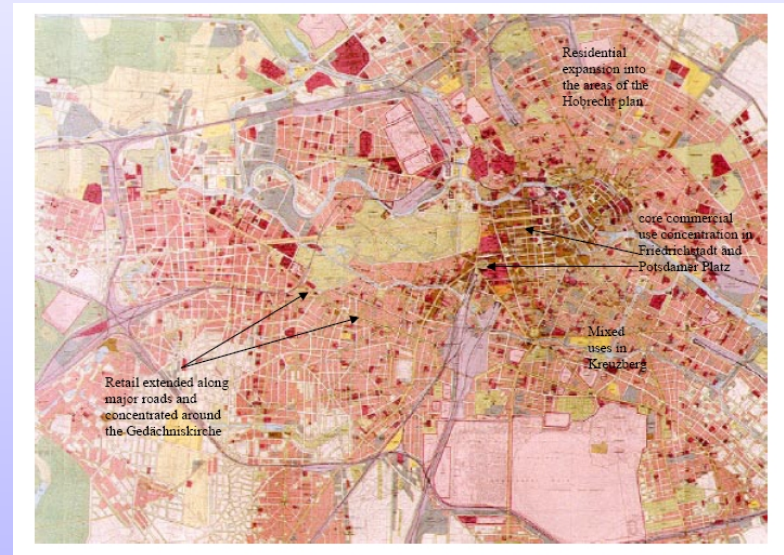 Residential
expansion into
the areas of the
Hobrecht plan
core commercial
use concentration in
Friedrichstadt and
Potsdamer Platz
Mixed
uses in
Kreuzberg
Retail extended along
major roads and
concentrated around
the Gedächniskirche